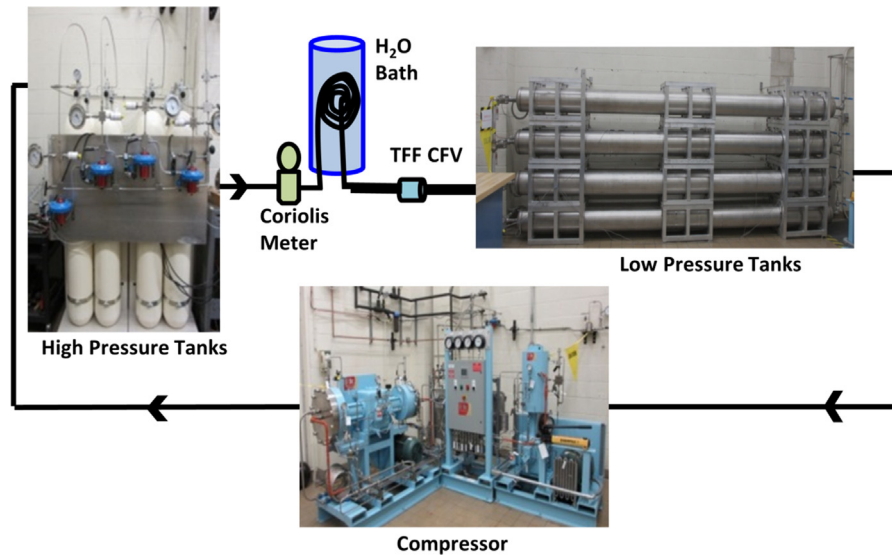 H₂O
Bath
TFF CFV
Coriolis
Meter
Low Pressure Tanks
High Pressure Tanks
Compressor